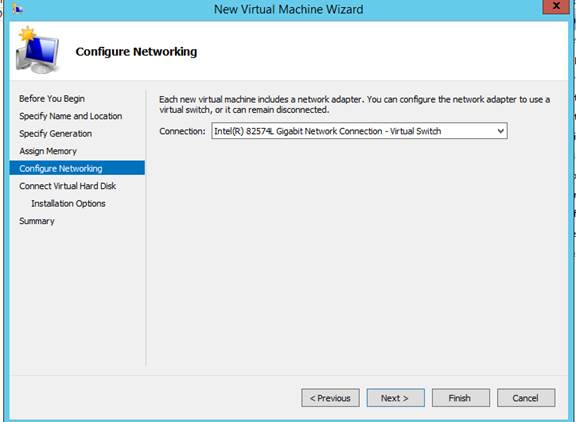 New Virtual Machine Wizard
Configure Networking
Before You Begin
Specify Name and Location
Specify Generation
Assign Memory
Configure Networking
Connect Virtual Hard Disk
Installation Options
Summary
Each new virtual machine includes a network adapter. You can configure the network adapter to use a
virtual switch, or it can remain disconnected.
Connection: Intel(R) 82574L Gigabit Network Connection - Virtual Switch
< Previous Next > Finish Cancel